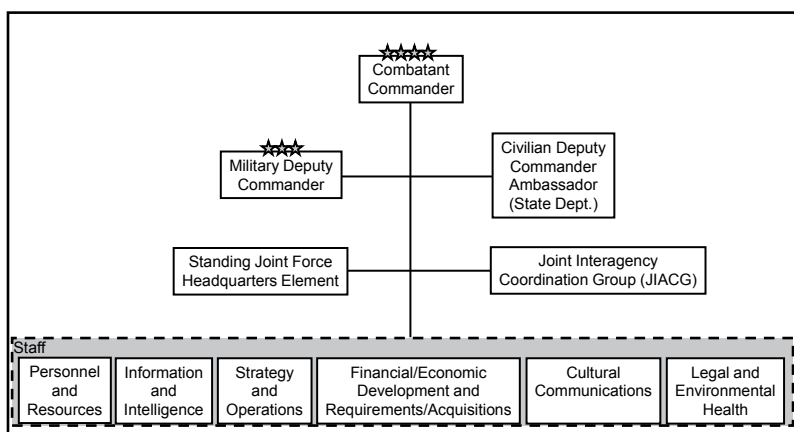 Combatant
Commander
Military Deputy
Commander
Civilian Deputy
Commander
Ambassador
(State Dept.)
Standing Joint Force
Headquarters Element
Joint Interagency
Coordination Group (JIACG)
Staff
Personnel
and
Resources
Information
and
Intelligence
Strategy
and
Operations
Financial/Economic
Development and
Requirements/Acquisitions
Cultural
Communications
Legal and
Environmental
Health